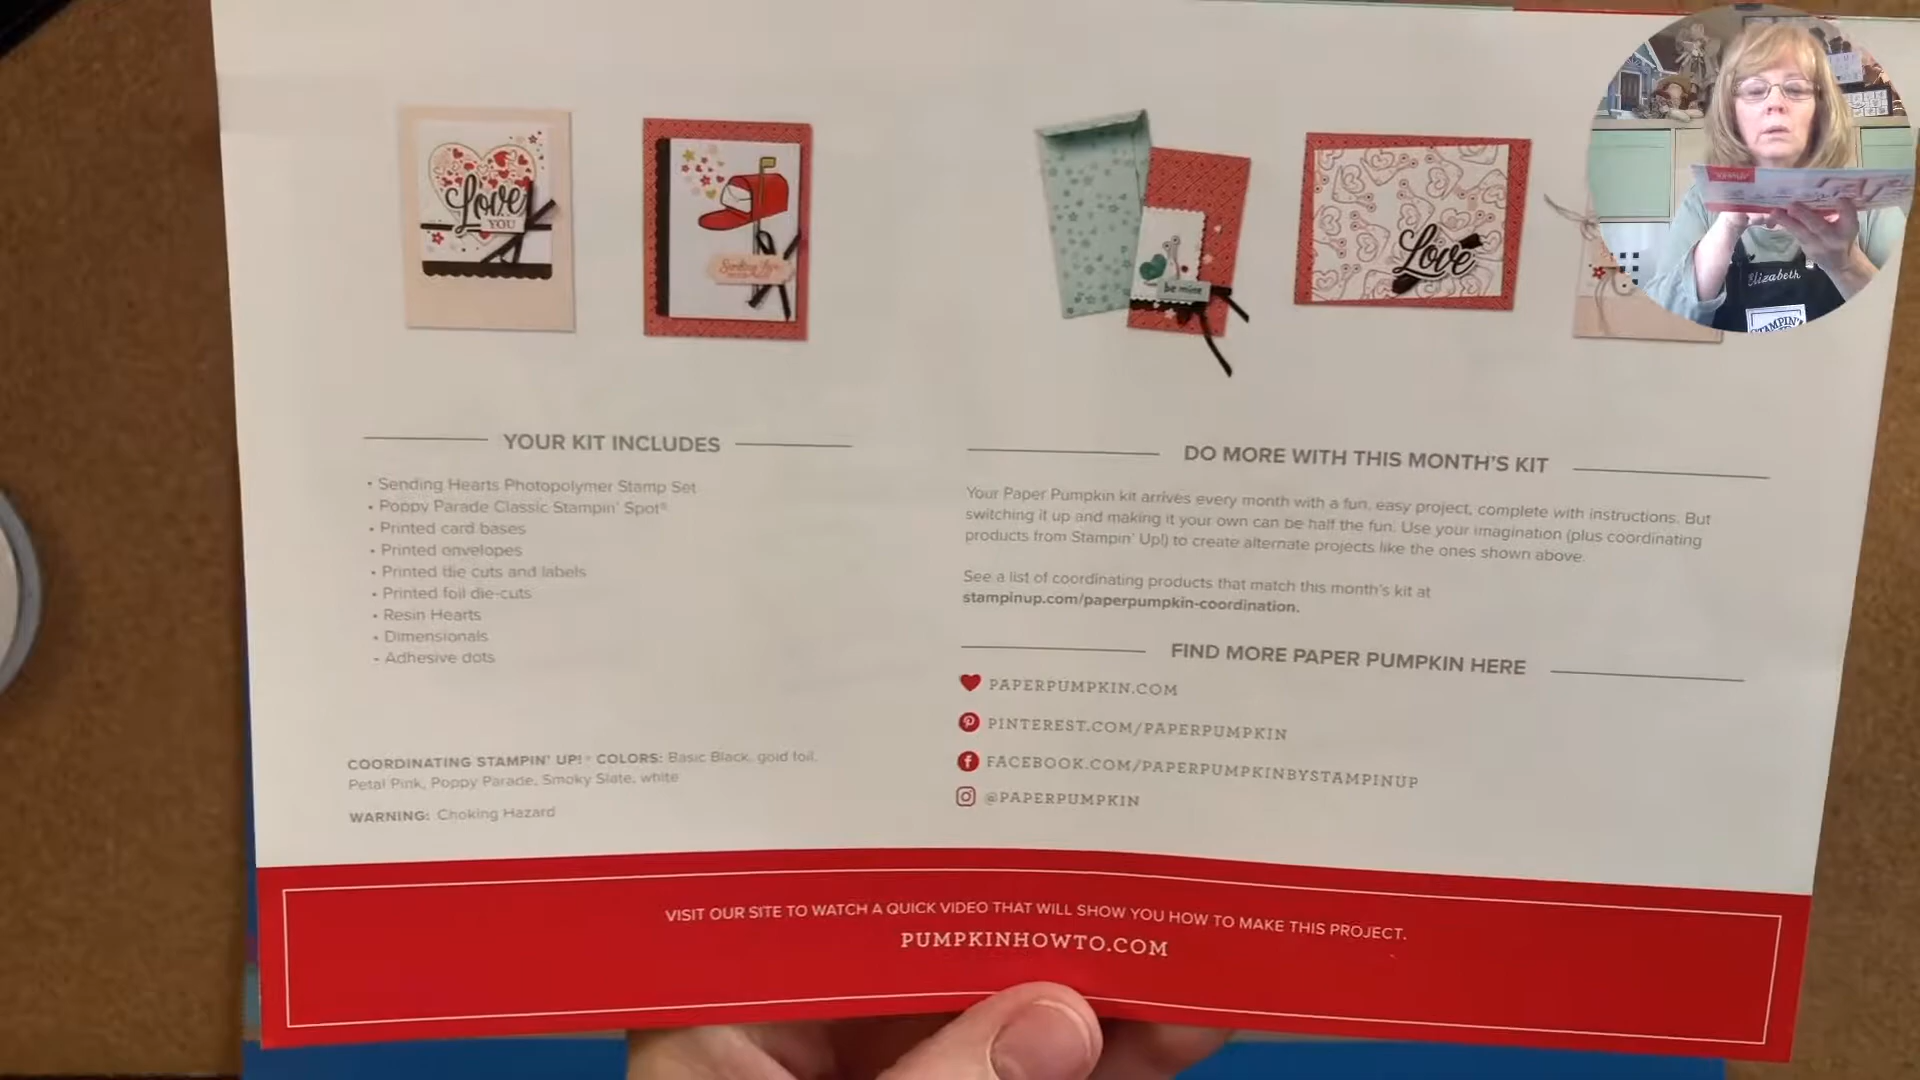 Love
YOU
Sending love
be mine
Love
Elizabeth
STAMPIN'
YOUR KIT INCLUDES
• Sending Hearts Photopolymer Stamp Set
• Poppy Parade Classic Stampin' Spot®
• Printed card bases
• Printed envelopes
• Printed die cuts and labels
• Printed foil die-cuts
• Resin Hearts
• Dimensionals
• Adhesive dots
COORDINATING STAMPIN' UP!® COLORS: Basic Black, gold foil,
Petal Pink, Poppy Parade, Smoky Slate, white
WARNING: Choking Hazard
DO MORE WITH THIS MONTH'S KIT
Your Paper Pumpkin kit arrives every month with a fun, easy project, complete with instructions. But
switching it up and making it your own can be half the fun. Use your imagination (plus coordinating
products from Stampin' Up!) to create alternate projects like the ones shown above.
See a list of coordinating products that match this month's kit at
stampinup.com/paperpumpkin-coordination.
FIND MORE PAPER PUMPKIN HERE
PAPERPUMPKIN.COM
PINTEREST.COM/PAPERPUMPKIN
FACEBOOK.COM/PAPERPUMPKINBYSTAMPINUP
@PAPERPUMPKIN
VISIT OUR SITE TO WATCH A QUICK VIDEO THAT WILL SHOW YOU HOW TO MAKE THIS PROJECT.
PUMPKINHOWTO.COM